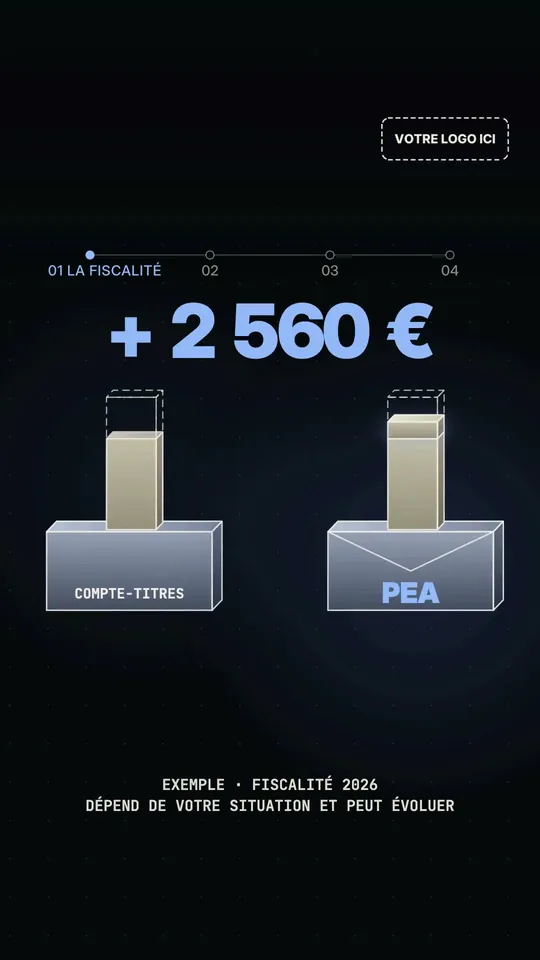 VOTRE LOGO ICI
01 LA FISCALITÉ 02 03 04
+ 2 560 €
COMPTE-TITRES PEA
EXEMPLE · FISCALITÉ 2026
DÉPEND DE VOTRE SITUATION ET PEUT ÉVOLUER